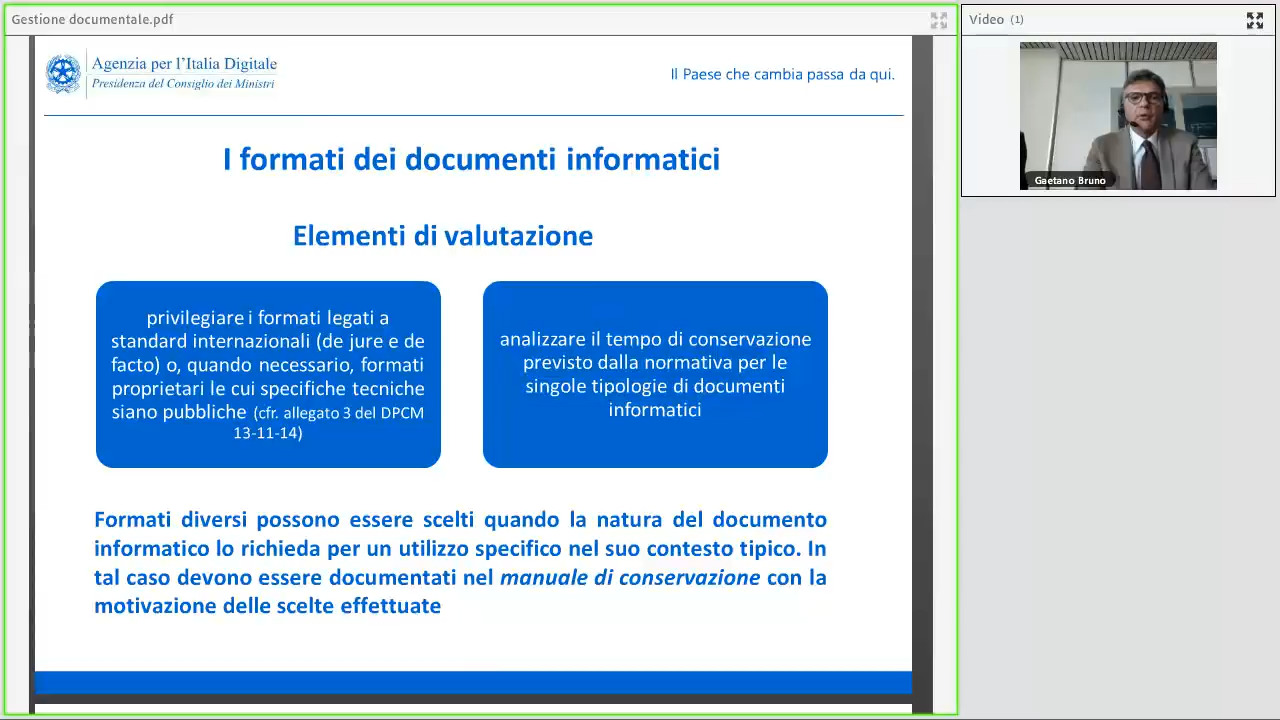 Gestione documentale.pdf
Video (1)
Agenzia per l'Italia Digitale
Presidenza del Consiglio dei Ministri
Il Paese che cambia passa da qui.
I formati dei documenti informatici
Elementi di valutazione
privilegiare i formati legati a
standard internazionali (de jure e de
facto) o, quando necessario, formati
proprietari le cui specifiche tecniche
siano pubbliche (cfr. allegato 3 del DPCM
13-11-14)
analizzare il tempo di conservazione
previsto dalla normativa per le
singole tipologie di documenti
informatici
Formati diversi possono essere scelti quando la natura del documento
informatico lo richieda per un utilizzo specifico nel suo contesto tipico. In
tal caso devono essere documentati nel manuale di conservazione con la
motivazione delle scelte effettuate
Gaetano Bruno